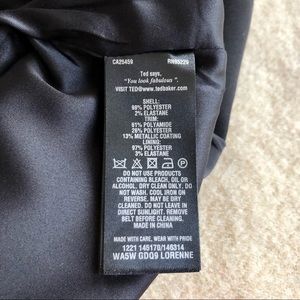 CA25459 RN95229
Ted says,
"You look fabulous".
VISIT TED@www.tedbaker.com
SHELL:
98% POLYESTER
2% ELASTANE
TRIM:
61% POLYAMIDE
26% POLYESTER
13% METALLIC COATING
LINING:
97% POLYESTER
3% ELASTANE
DO NOT USE PRODUCTS
CONTAINING BLEACH, OIL OR
ALCOHOL. DRY CLEAN ONLY. DO
NOT WASH. COOL IRON ON
REVERSE. MAY BE DRY
CLEANED. DO NOT LEAVE IN
DIRECT SUNLIGHT. REMOVE
BELT BEFORE CLEANING.
MADE IN CHINA
MADE WITH CARE, WEAR WITH PRIDE
1221 145170/146314
WA5W GDQ9 LORENNE